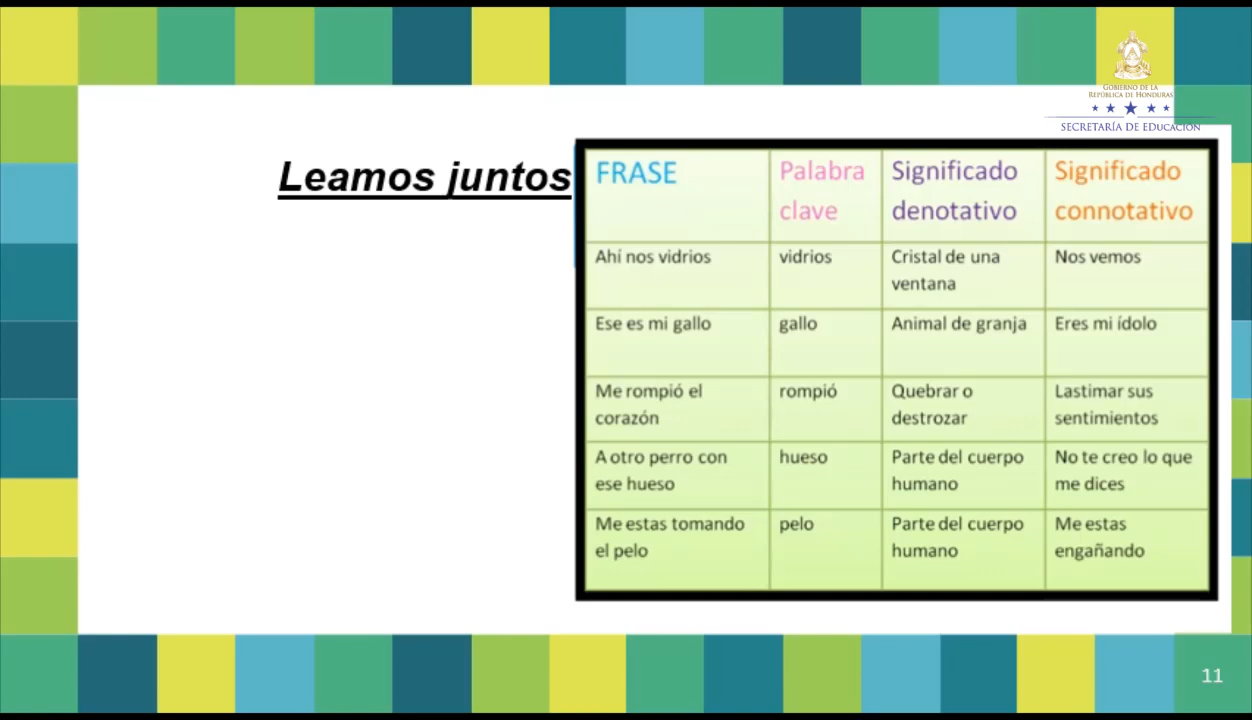 GOBIERNO DE LA
REPÚBLICA DE HONDURAS
SECRETARÍA DE EDUCACIÓN
Leamos juntos
FRASE Palabra clave Significado denotativo Significado connotativo
Ahí nos vidrios vidrios Cristal de una ventana Nos vemos
Ese es mi gallo gallo Animal de granja Eres mi ídolo
Me rompió el corazón rompió Quebrar o destrozar Lastimar sus sentimientos
A otro perro con ese hueso hueso Parte del cuerpo humano No te creo lo que me dices
Me estas tomando el pelo pelo Parte del cuerpo humano Me estas engañando
11